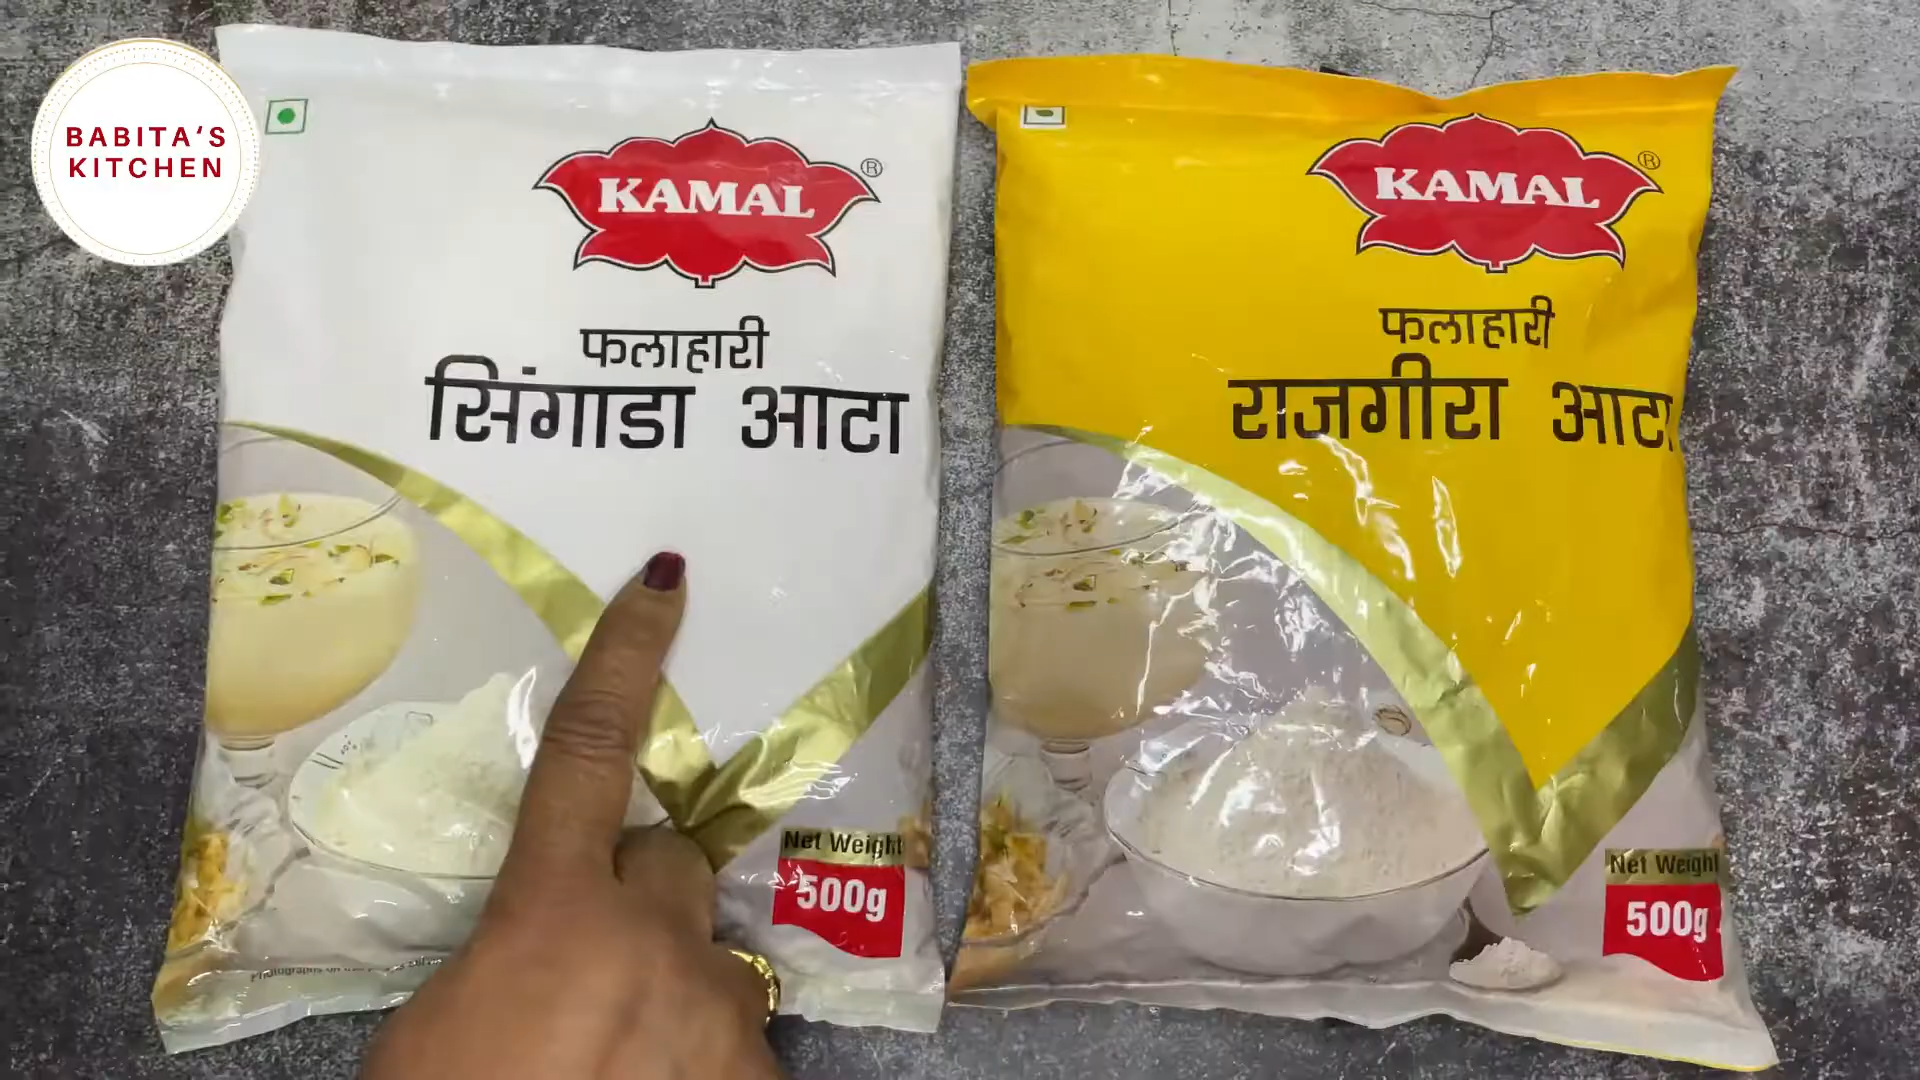 BABITA'S
KITCHEN
KAMAL®
फलाहारी
सिंगाडा आटा
Net Weight
500g
KAMAL®
फलाहारी
राजगीरा आटा
Net Weight
500g